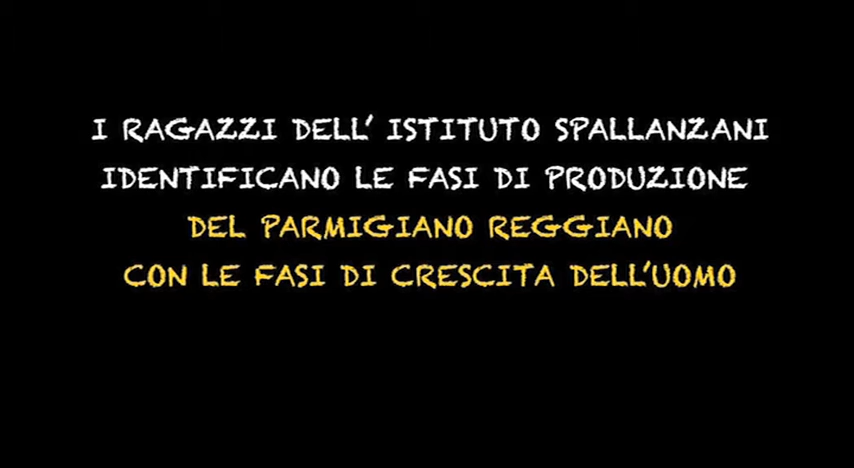 I RAGAZZI DELL' ISTITUTO SPALLANZANI
IDENTIFICANO LE FASI DI PRODUZIONE
DEL PARMIGIANO REGGIANO
CON LE FASI DI CRESCITA DELL'UOMO